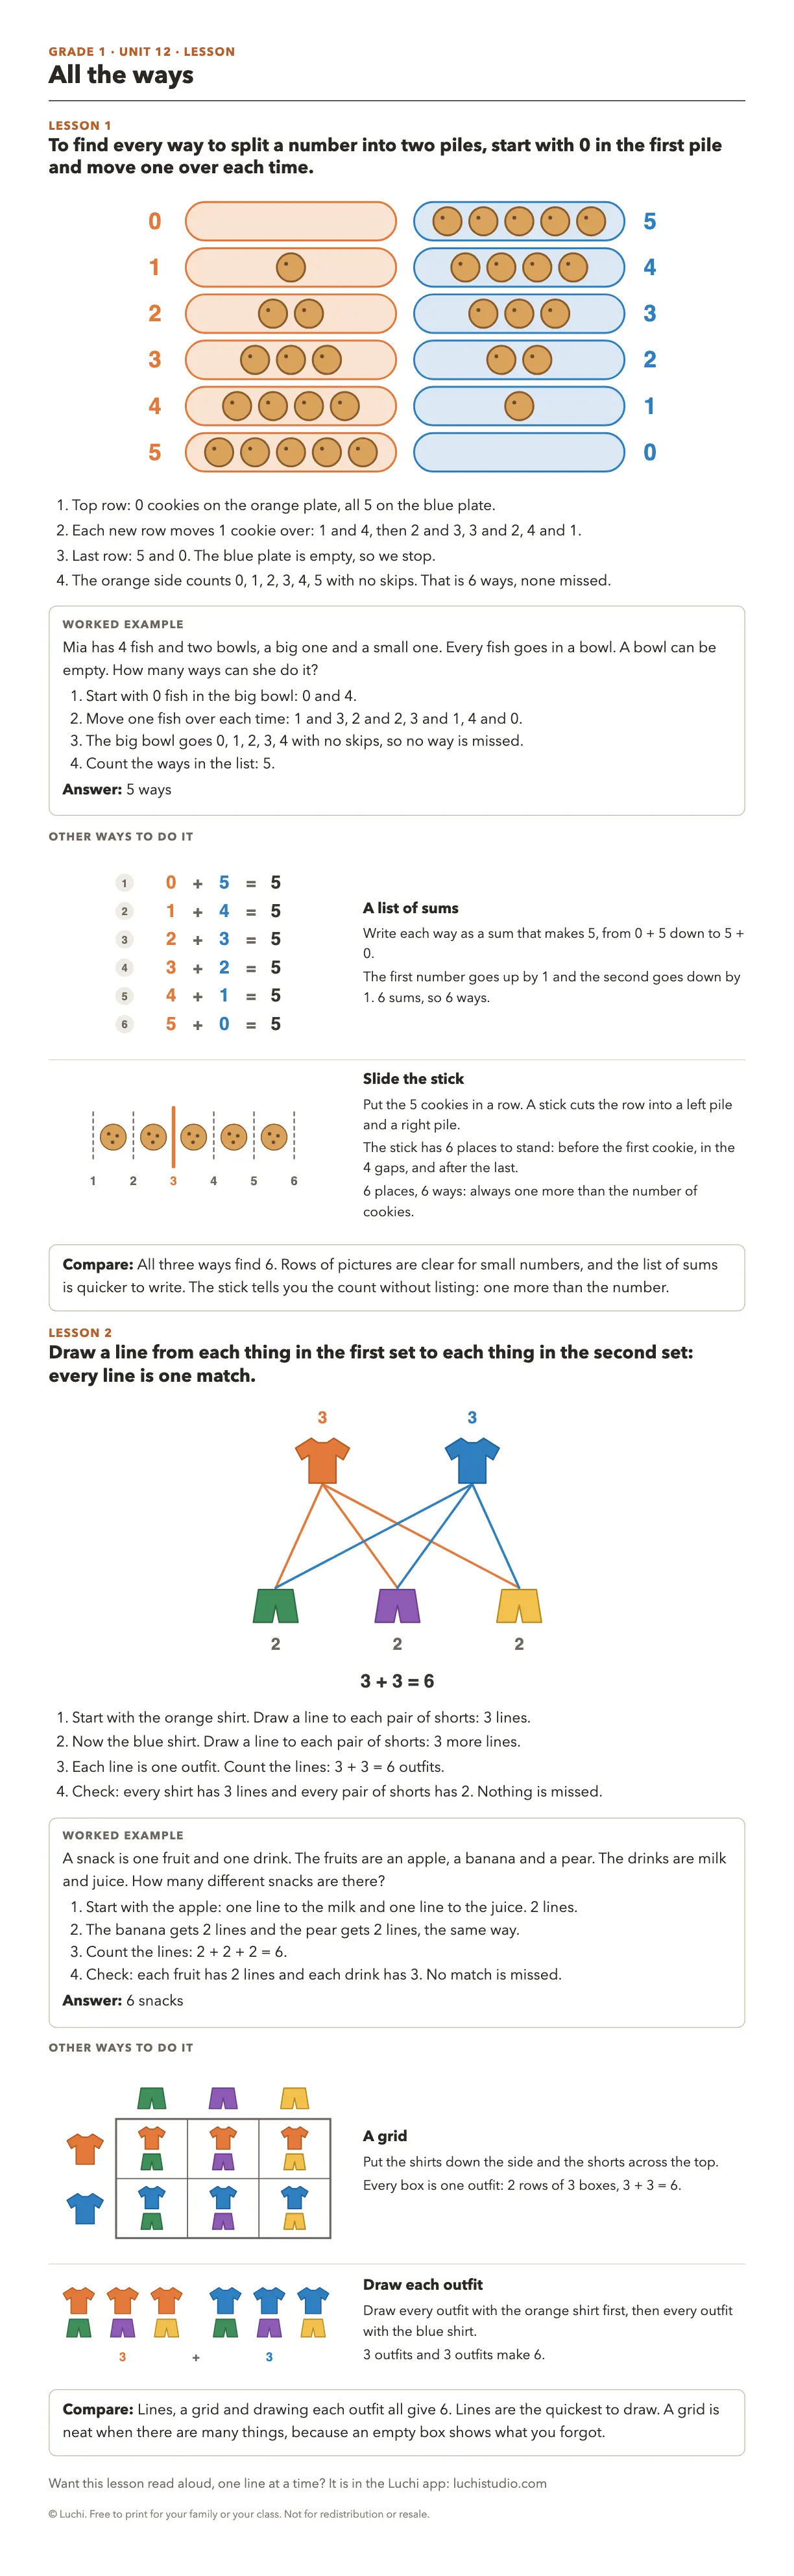 GRADE 1 · UNIT 12 · LESSON
All the ways
LESSON 1
To find every way to split a number into two piles, start with 0 in the first pile
and move one over each time.
0 5
1 4
2 3
3 2
4 1
5 0
1. Top row: 0 cookies on the orange plate, all 5 on the blue plate.
2. Each new row moves 1 cookie over: 1 and 4, then 2 and 3, 3 and 2, 4 and 1.
3. Last row: 5 and 0. The blue plate is empty, so we stop.
4. The orange side counts 0, 1, 2, 3, 4, 5 with no skips. That is 6 ways, none missed.
WORKED EXAMPLE
Mia has 4 fish and two bowls, a big one and a small one. Every fish goes in a bowl. A bowl can be
empty. How many ways can she do it?
1. Start with 0 fish in the big bowl: 0 and 4.
2. Move one fish over each time: 1 and 3, 2 and 2, 3 and 1, 4 and 0.
3. The big bowl goes 0, 1, 2, 3, 4 with no skips, so no way is missed.
4. Count the ways in the list: 5.
Answer: 5 ways
OTHER WAYS TO DO IT
1 0 + 5 = 5
2 1 + 4 = 5
3 2 + 3 = 5
4 3 + 2 = 5
5 4 + 1 = 5
6 5 + 0 = 5
A list of sums
Write each way as a sum that makes 5, from 0 + 5 down to 5 +
0.
The first number goes up by 1 and the second goes down by
1. 6 sums, so 6 ways.
1 2 3 4 5 6
Slide the stick
Put the 5 cookies in a row. A stick cuts the row into a left pile
and a right pile.
The stick has 6 places to stand: before the first cookie, in the
4 gaps, and after the last.
6 places, 6 ways: always one more than the number of
cookies.
Compare: All three ways find 6. Rows of pictures are clear for small numbers, and the list of sums
is quicker to write. The stick tells you the count without listing: one more than the number.
LESSON 2
Draw a line from each thing in the first set to each thing in the second set:
every line is one match.
3 3
2 2 2
3 + 3 = 6
1. Start with the orange shirt. Draw a line to each pair of shorts: 3 lines.
2. Now the blue shirt. Draw a line to each pair of shorts: 3 more lines.
3. Each line is one outfit. Count the lines: 3 + 3 = 6 outfits.
4. Check: every shirt has 3 lines and every pair of shorts has 2. Nothing is missed.
WORKED EXAMPLE
A snack is one fruit and one drink. The fruits are an apple, a banana and a pear. The drinks are milk
and juice. How many different snacks are there?
1. Start with the apple: one line to the milk and one line to the juice. 2 lines.
2. The banana gets 2 lines and the pear gets 2 lines, the same way.
3. Count the lines: 2 + 2 + 2 = 6.
4. Check: each fruit has 2 lines and each drink has 3. No match is missed.
Answer: 6 snacks
OTHER WAYS TO DO IT
A grid
Put the shirts down the side and the shorts across the top.
Every box is one outfit: 2 rows of 3 boxes, 3 + 3 = 6.
3 + 3
Draw each outfit
Draw every outfit with the orange shirt first, then every outfit
with the blue shirt.
3 outfits and 3 outfits make 6.
Compare: Lines, a grid and drawing each outfit all give 6. Lines are the quickest to draw. A grid is
neat when there are many things, because an empty box shows what you forgot.
Want this lesson read aloud, one line at a time? It is in the Luchi app: luchistudio.com
© Luchi. Free to print for your family or your class. Not for redistribution or resale.